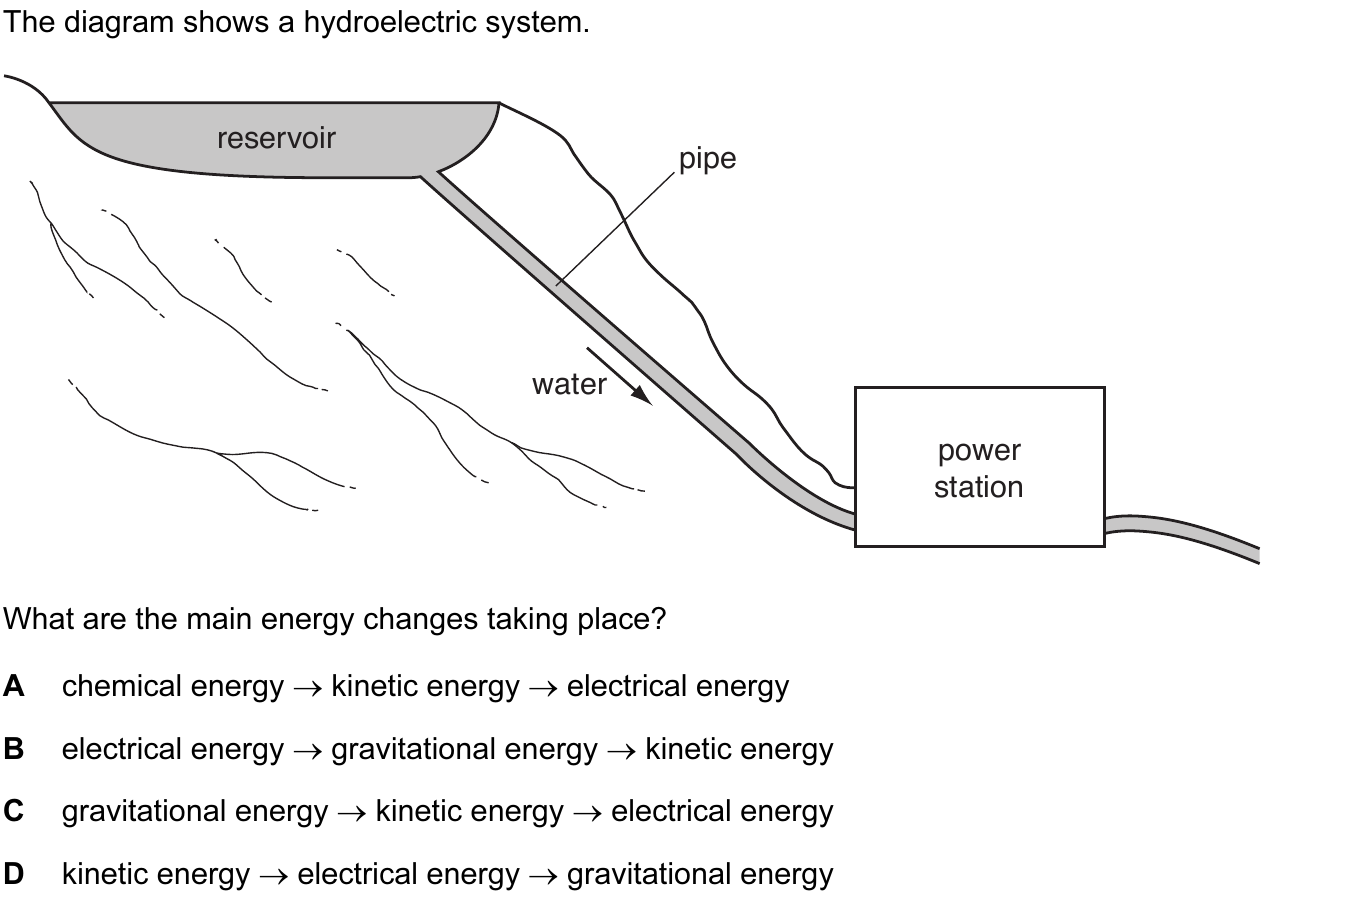 The diagram shows a hydroelectric system.
reservoir
pipe
water
power
station
What are the main energy changes taking place?
A chemical energy → kinetic energy → electrical energy
B electrical energy → gravitational energy → kinetic energy
C gravitational energy → kinetic energy → electrical energy
D kinetic energy → electrical energy → gravitational energy